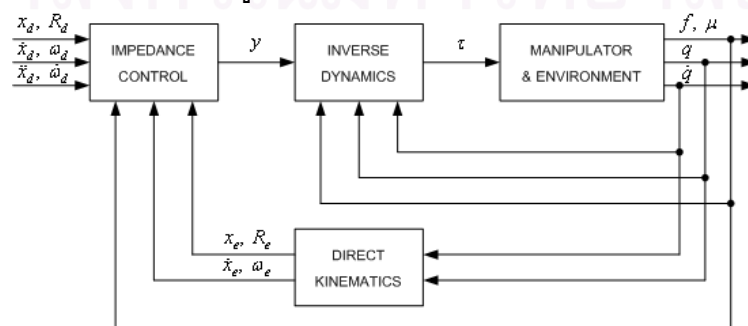 x_d, R_d
ẋ_d, ω_d
ẍ_d, ω̇_d
IMPEDANCE
CONTROL
y
INVERSE
DYNAMICS
τ
MANIPULATOR
& ENVIRONMENT
f, μ
q
q̇
x_e, R_e
ẋ_e, ω_e
DIRECT
KINEMATICS